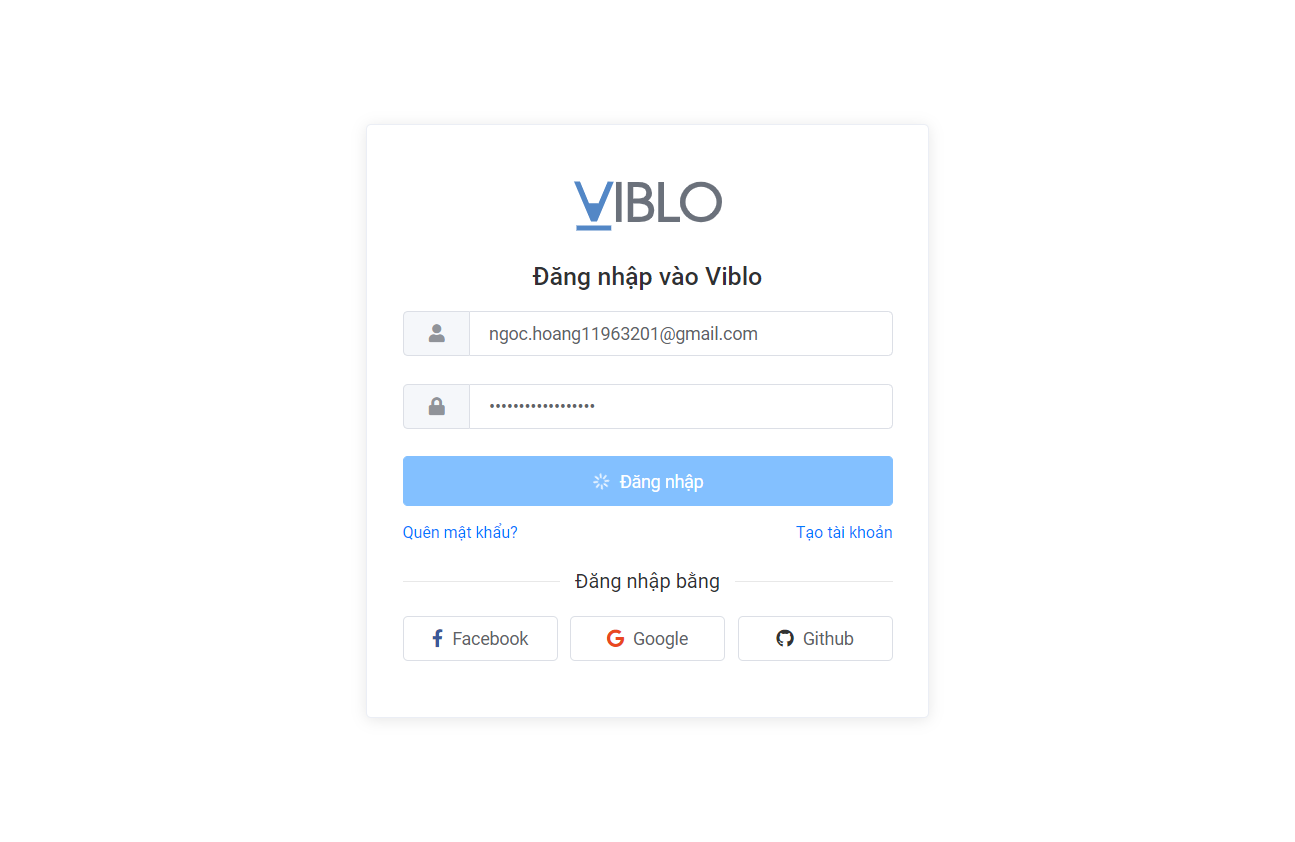 VIBLO
Đăng nhập vào Viblo
ngoc.hoang11963201@gmail.com
••••••••••••••••••
Đăng nhập
Quên mật khẩu? Tạo tài khoản
Đăng nhập bằng
Facebook Google Github